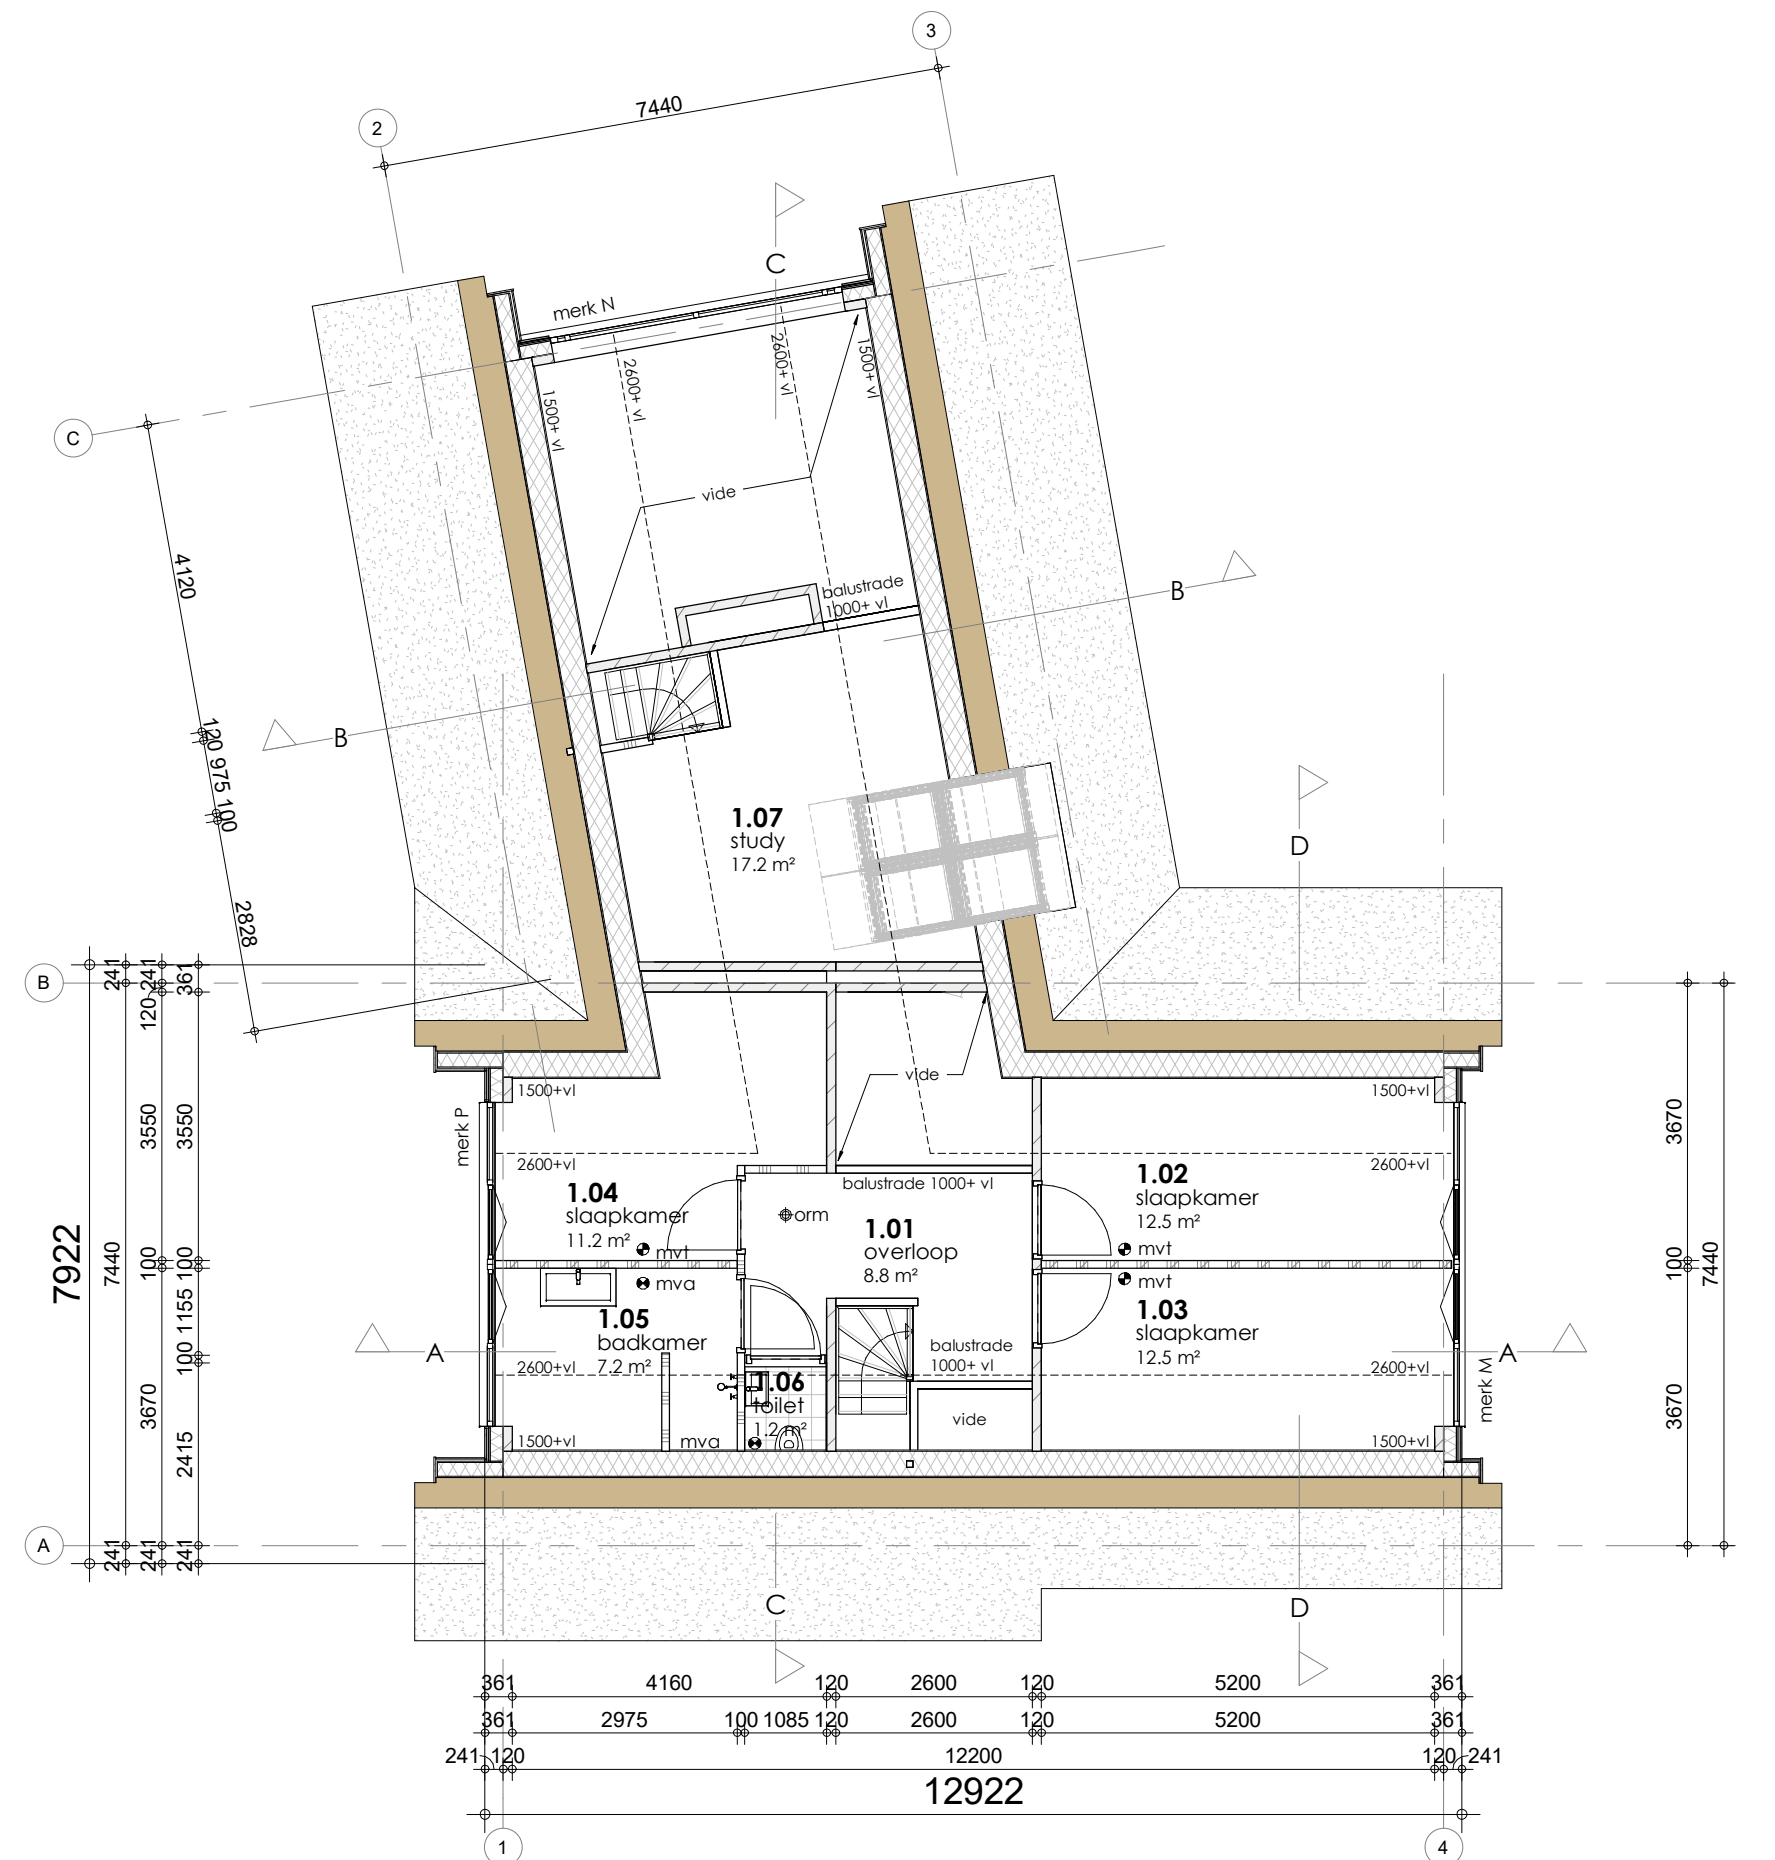 3
2
7440
C
merk N
2600+ vl
2600+ vl
1500+ vl
1500+ vl
C
vide
4120
balustrade
1000+ vl
B
B
120
975
100
1.07
study
17.2 m²
D
2828
B
241
241
361
120
vide
1500+vl
1500+vl
merk P
3550
3550
3670
2600+vl
2600+vl
1.04
slaapkamer
11.2 m²
mvt
balustrade 1000+ vl
orm
1.01
overloop
8.8 m²
1.02
slaapkamer
12.5 m²
mvt
7922
7440
100
100
100
7440
mva
mvt
1.05
badkamer
7.2 m²
1.03
slaapkamer
12.5 m²
1155
100
A
A
balustrade
1000+ vl
2600+vl
2600+vl
merk M
1.06
toilet
1.2 m²
3670
3670
vide
mva
2415
1500+vl
1500+vl
A
241
241
241
C
D
361
4160
120
2600
120
5200
361
361
2975
100
1085
120
2600
120
5200
361
241
120
12200
120
241
12922
1
4